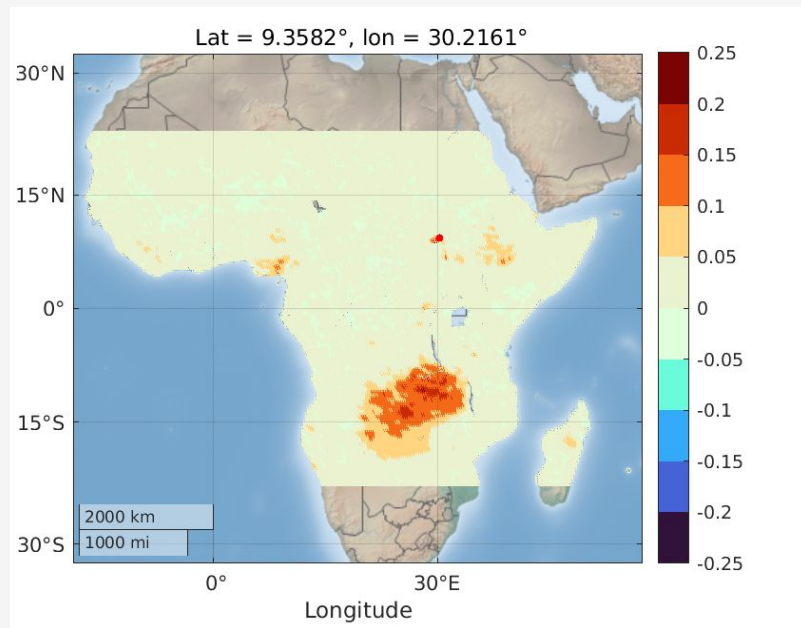 Lat = 9.3582°, lon = 30.2161°
30°N
15°N
0°
15°S
30°S
2000 km
1000 mi
0°
30°E
Longitude
0.25
0.2
0.15
0.1
0.05
0
-0.05
-0.1
-0.15
-0.2
-0.25